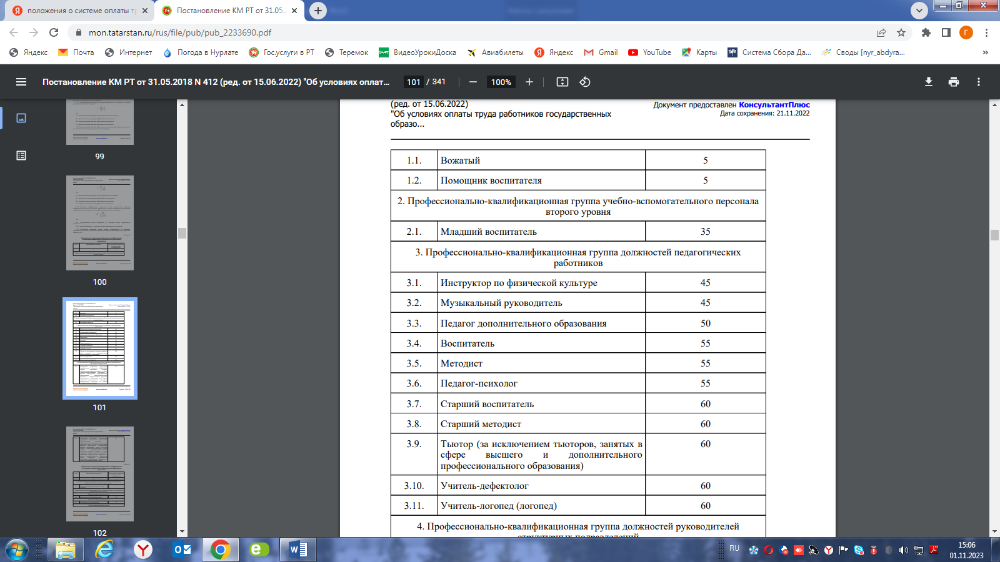 положения о системе оплаты тр
Постановление КМ РТ от 31.05.
mon.tatarstan.ru/rus/file/pub/pub_2233690.pdf
Яндекс
Почта
Интернет
Погода в Нурлате
Гос.услуги в РТ
Теремок
ВидеоУрокиДоска
Авиабилеты
Яндекс
Gmail
YouTube
Карты
Система Сбора Да...
Своды [nyr_abdyra...
»
Постановление КМ РТ от 31.05.2018 N 412 (ред. от 15.06.2022) "Об условиях оплат...
101 / 341
100%
99
100
101
102
(ред. от 15.06.2022)
"Об условиях оплаты труда работников государственных
образо...
Документ предоставлен КонсультантПлюс
Дата сохранения: 21.11.2022
1.1. Вожатый 5
1.2. Помощник воспитателя 5
2. Профессионально-квалификационная группа учебно-вспомогательного персонала
второго уровня
2.1. Младший воспитатель 35
3. Профессионально-квалификационная группа должностей педагогических
работников
3.1. Инструктор по физической культуре 45
3.2. Музыкальный руководитель 45
3.3. Педагог дополнительного образования 50
3.4. Воспитатель 55
3.5. Методист 55
3.6. Педагог-психолог 55
3.7. Старший воспитатель 60
3.8. Старший методист 60
3.9. Тьютор (за исключением тьюторов, занятых в 60
сфере высшего и дополнительного
профессионального образования)
3.10. Учитель-дефектолог 60
3.11. Учитель-логопед (логопед) 60
4. Профессионально-квалификационная группа должностей руководителей
структурных подразделений
RU
15:06
01.11.2023